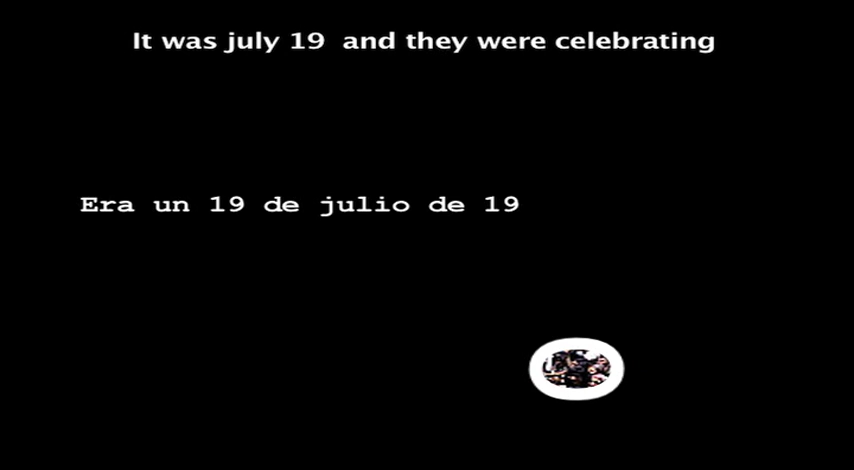 It was july 19  and they were celebrating
Era un 19 de julio de 19